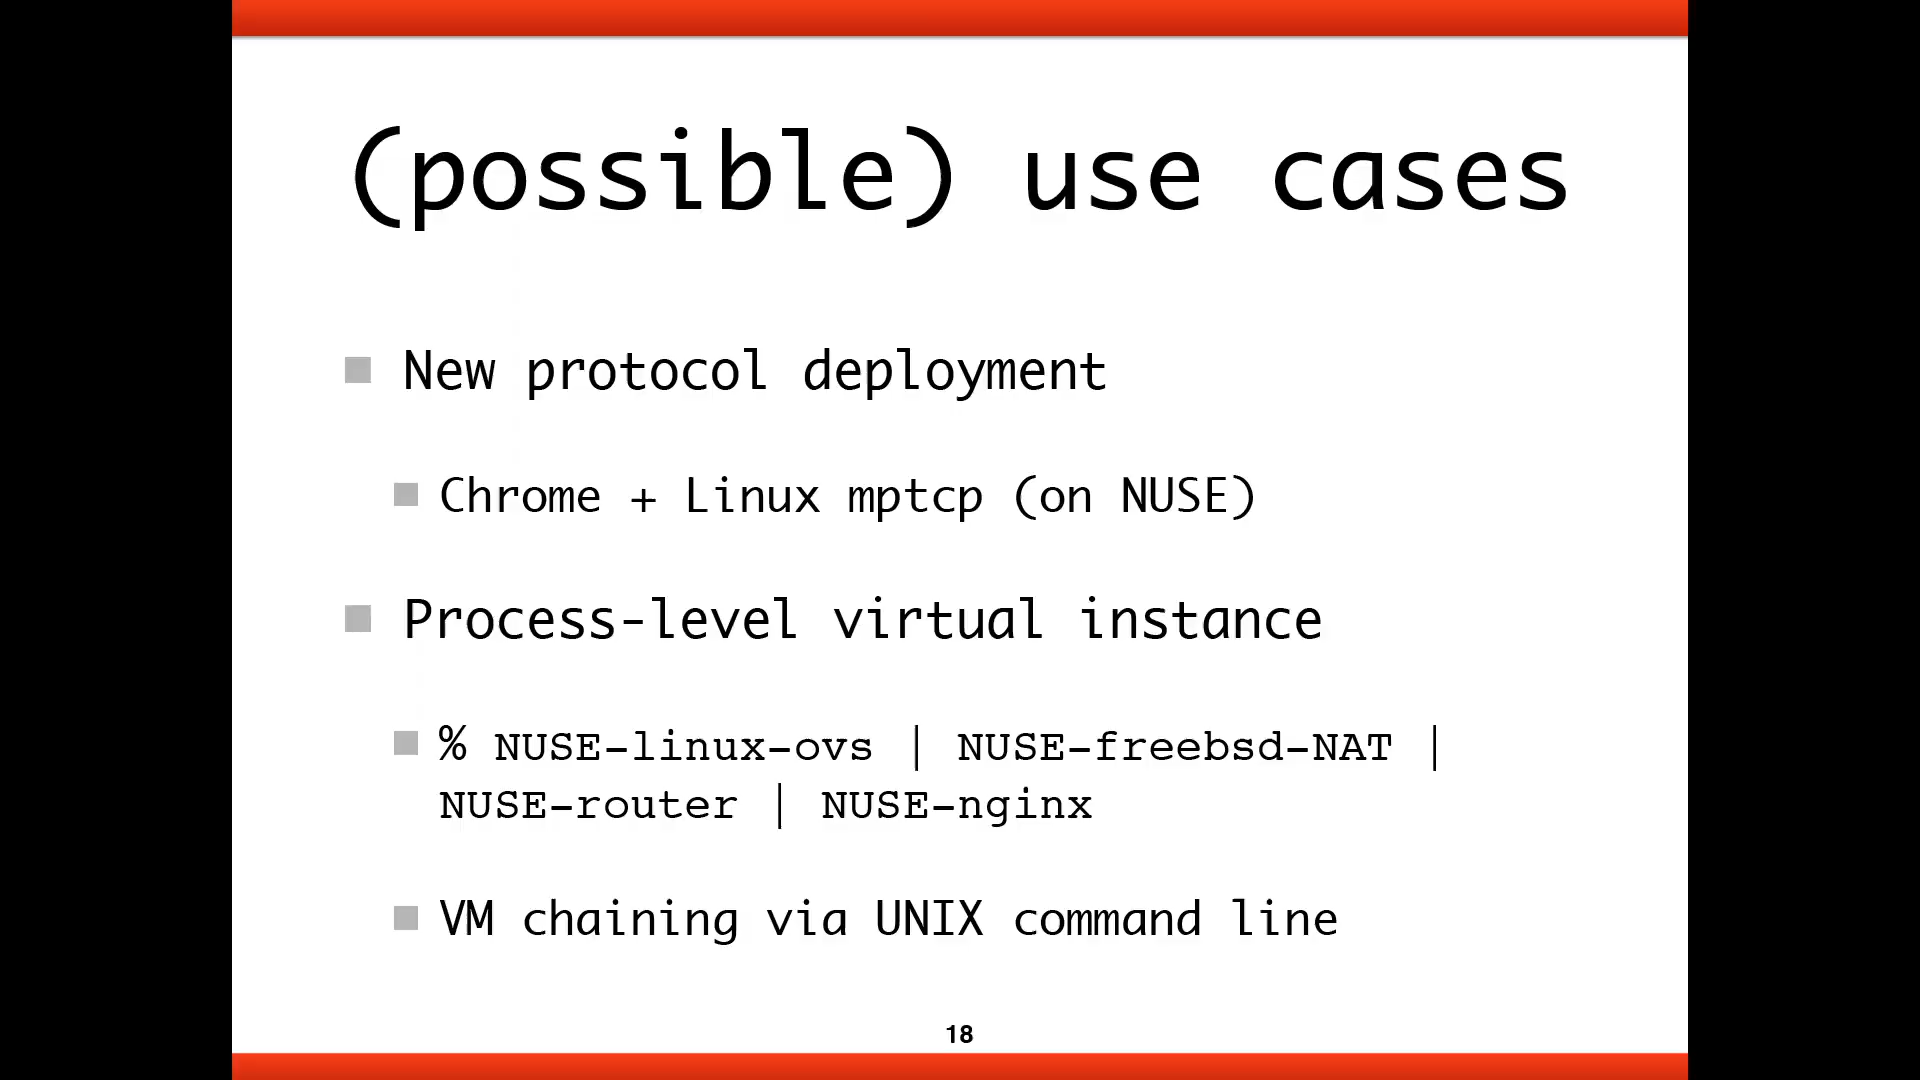 (possible) use cases
New protocol deployment
Chrome + Linux mptcp (on NUSE)
Process-level virtual instance
% NUSE-linux-ovs | NUSE-freebsd-NAT |
NUSE-router | NUSE-nginx
VM chaining via UNIX command line
18